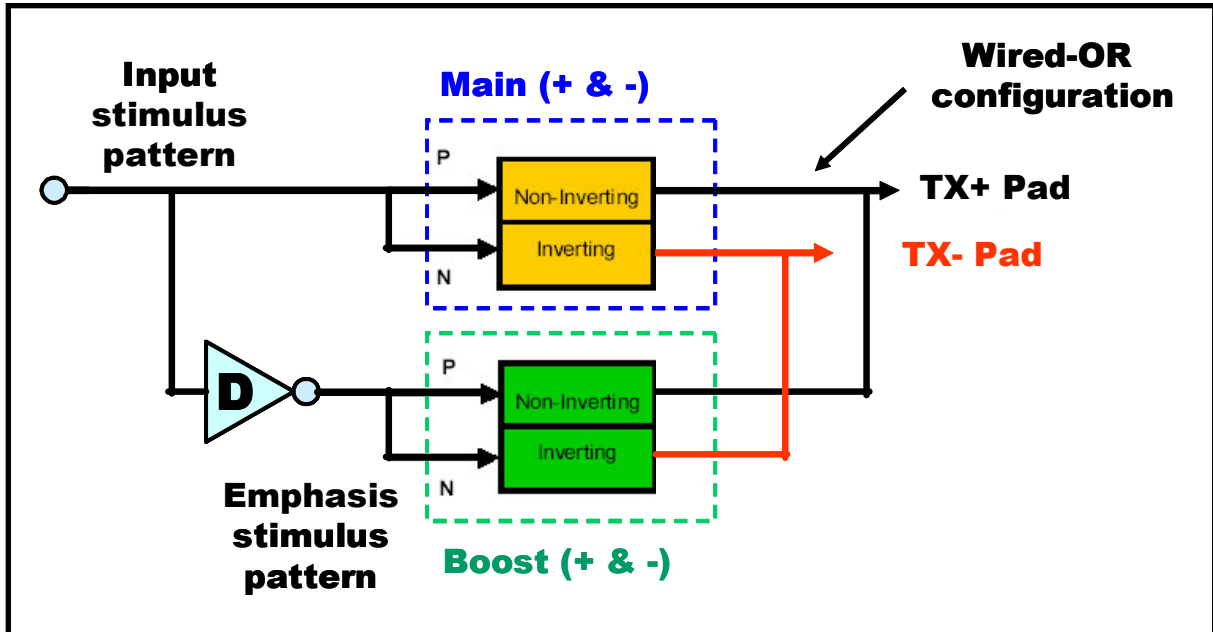 Input
stimulus
pattern
Main (+ & -)
Wired-OR
configuration
P
Non-Inverting
TX+ Pad
Inverting
TX- Pad
N
P
D
Non-Inverting
Inverting
N
Emphasis
stimulus
pattern
Boost (+ & -)